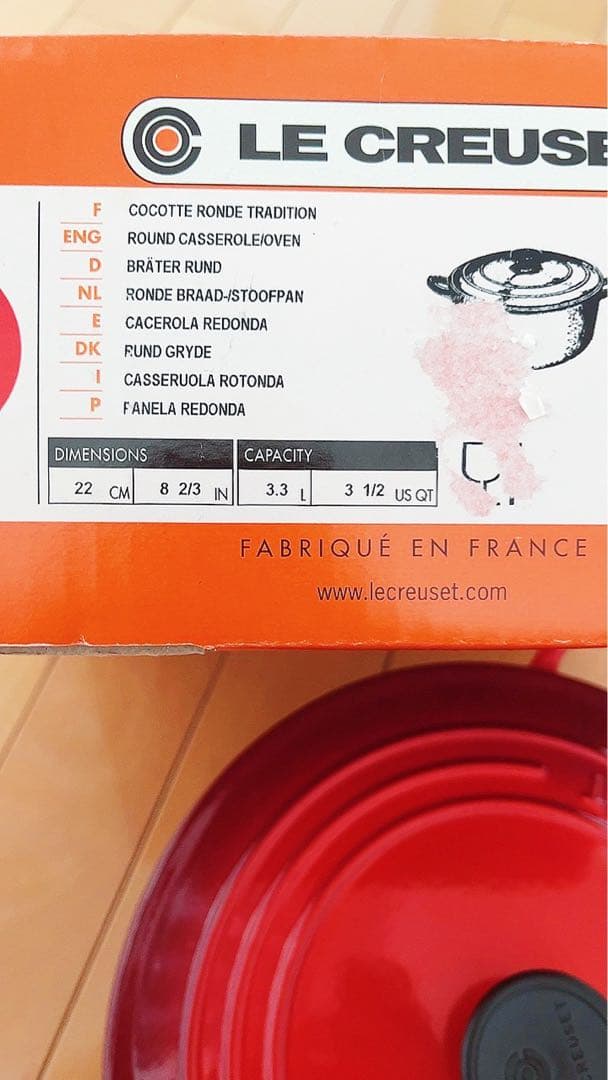 LE CREUSE
F COCOTTE RONDE TRADITION
ENG ROUND CASSEROLE/OVEN
D BRÄTER RUND
NL RONDE BRAAD-/STOOFPAN
E CACEROLA REDONDA
DK RUND GRYDE
I CASSERUOLA ROTONDA
P PANELA REDONDA
DIMENSIONS CAPACITY
22 CM 8 2/3 IN 3.3 L 3 1/2 US QT
FABRIQUÉ EN FRANCE
www.lecreuset.com
CREUSET